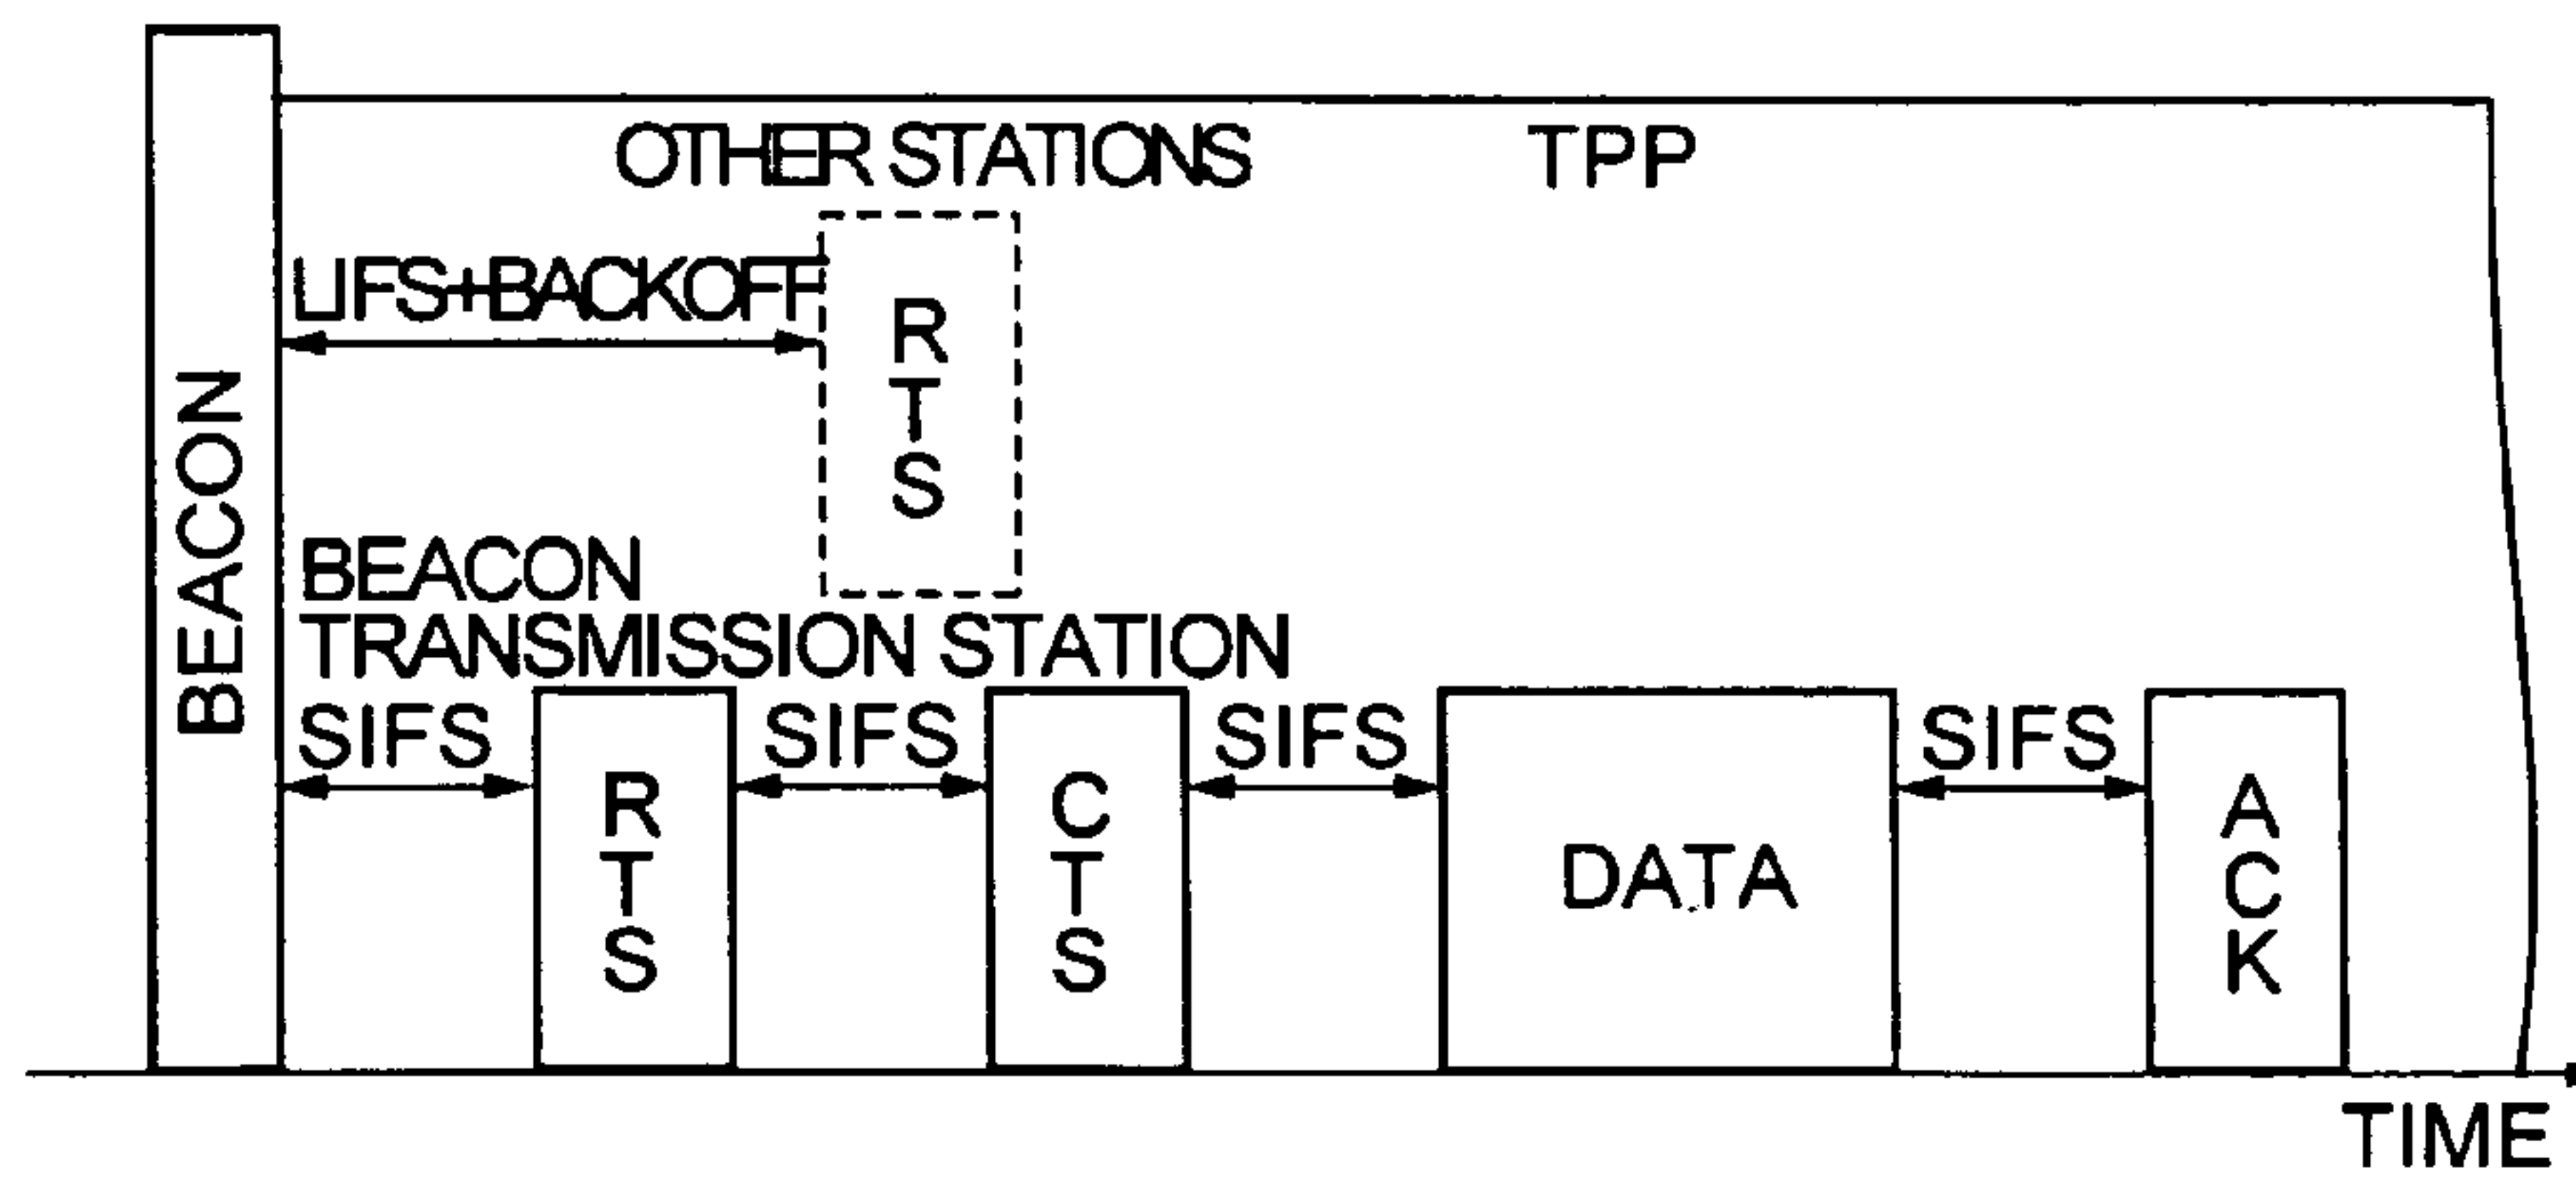 OTHER STATIONS
TPP
LIFS+BACKOFF
RTS
BEACON
BEACON
TRANSMISSION STATION
SIFS
RTS
SIFS
CTS
SIFS
DATA
SIFS
ACK
TIME